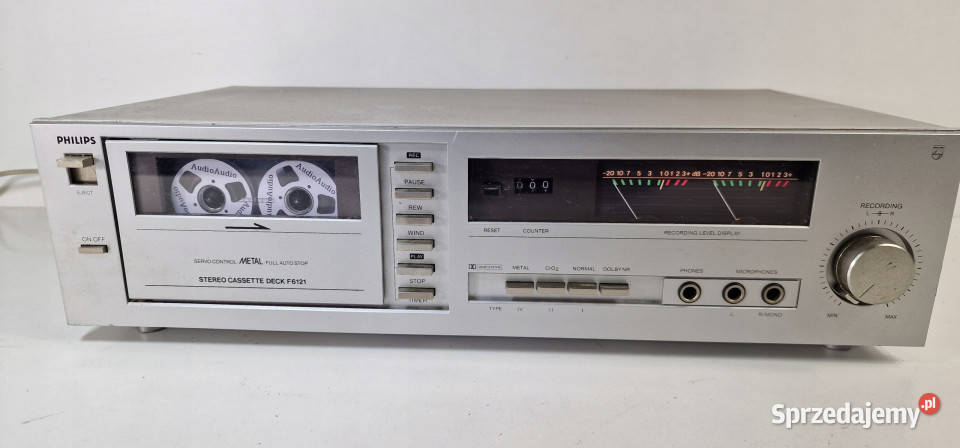 PHILIPS
EJECT
ON OFF
AudioAudio
AudioAudio
SERVO CONTROL METAL FULL AUTO STOP
STEREO CASSETTE DECK F6121
REC
PAUSE
REW
WIND
PLAY
STOP
TIMER
000
RESET COUNTER
-20 10 7 5 3 1 0 1 2 3+ dB -20 10 7 5 3 1 0 1 2 3+
RECORDING LEVEL DISPLAY
METAL CrO2 NORMAL DOLBY NR
TYPE IV II I
PHONES MICROPHONES
L R/MONO
RECORDING
L R
MIN MAX
Sprzedajemy.pl